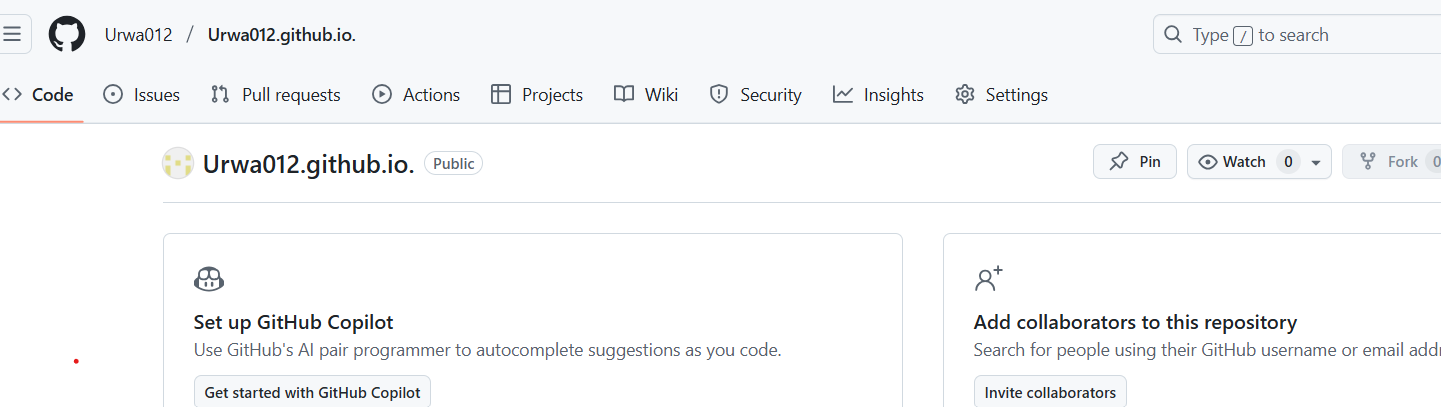 Urwa012 / Urwa012.github.io.
Type / to search
Code Issues Pull requests Actions Projects Wiki Security Insights Settings
Urwa012.github.io. Public
Pin Watch 0 Fork 0
Set up GitHub Copilot
Use GitHub's AI pair programmer to autocomplete suggestions as you code.
Get started with GitHub Copilot
Add collaborators to this repository
Search for people using their GitHub username or email addr
Invite collaborators